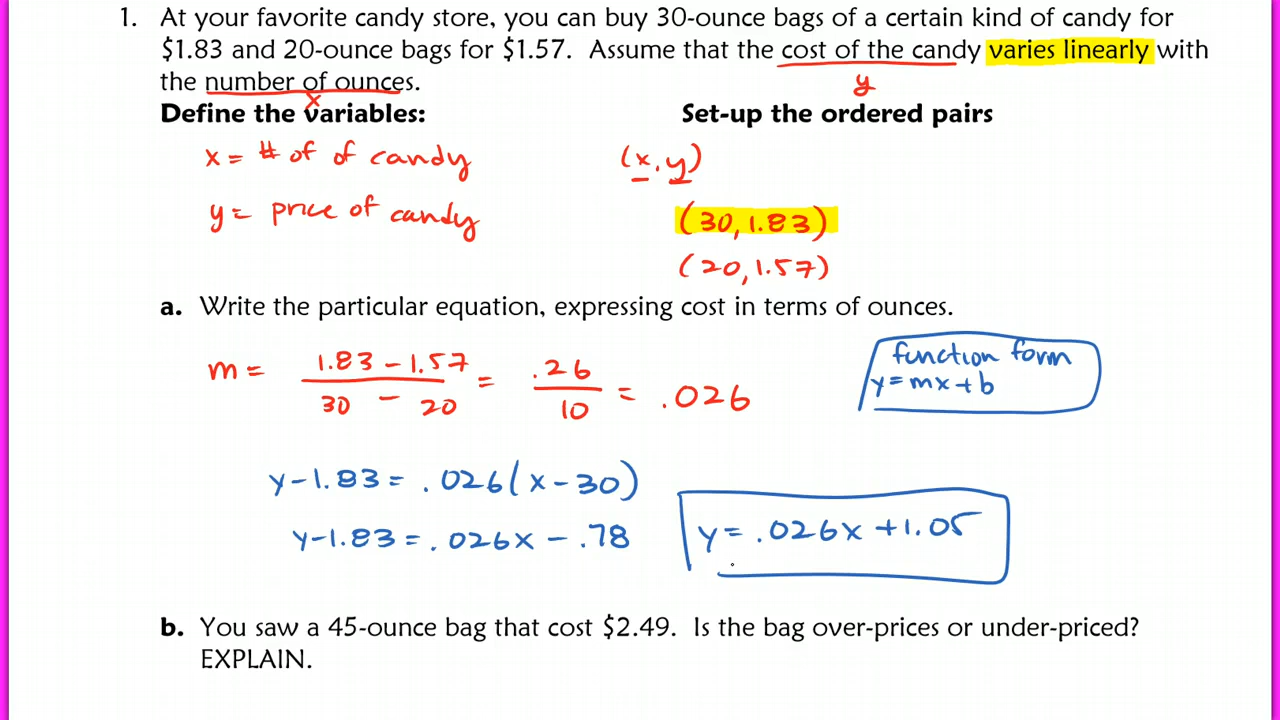 1. At your favorite candy store, you can buy 30-ounce bags of a certain kind of candy for
$1.83 and 20-ounce bags for $1.57. Assume that the cost of the candy varies linearly with
the number of ounces.
y
x
Define the variables:
Set-up the ordered pairs
x = # of of candy
(x,y)
y = price of candy
(30,1.83)
(20,1.57)
a. Write the particular equation, expressing cost in terms of ounces.
m = 1.83 - 1.57 / 30 - 20 = .26 / 10 = .026
function form
y=mx+b
y-1.83 = .026(x-30)
y-1.83 = .026x - .78
y= .026x +1.05
b. You saw a 45-ounce bag that cost $2.49. Is the bag over-prices or under-priced?
EXPLAIN.